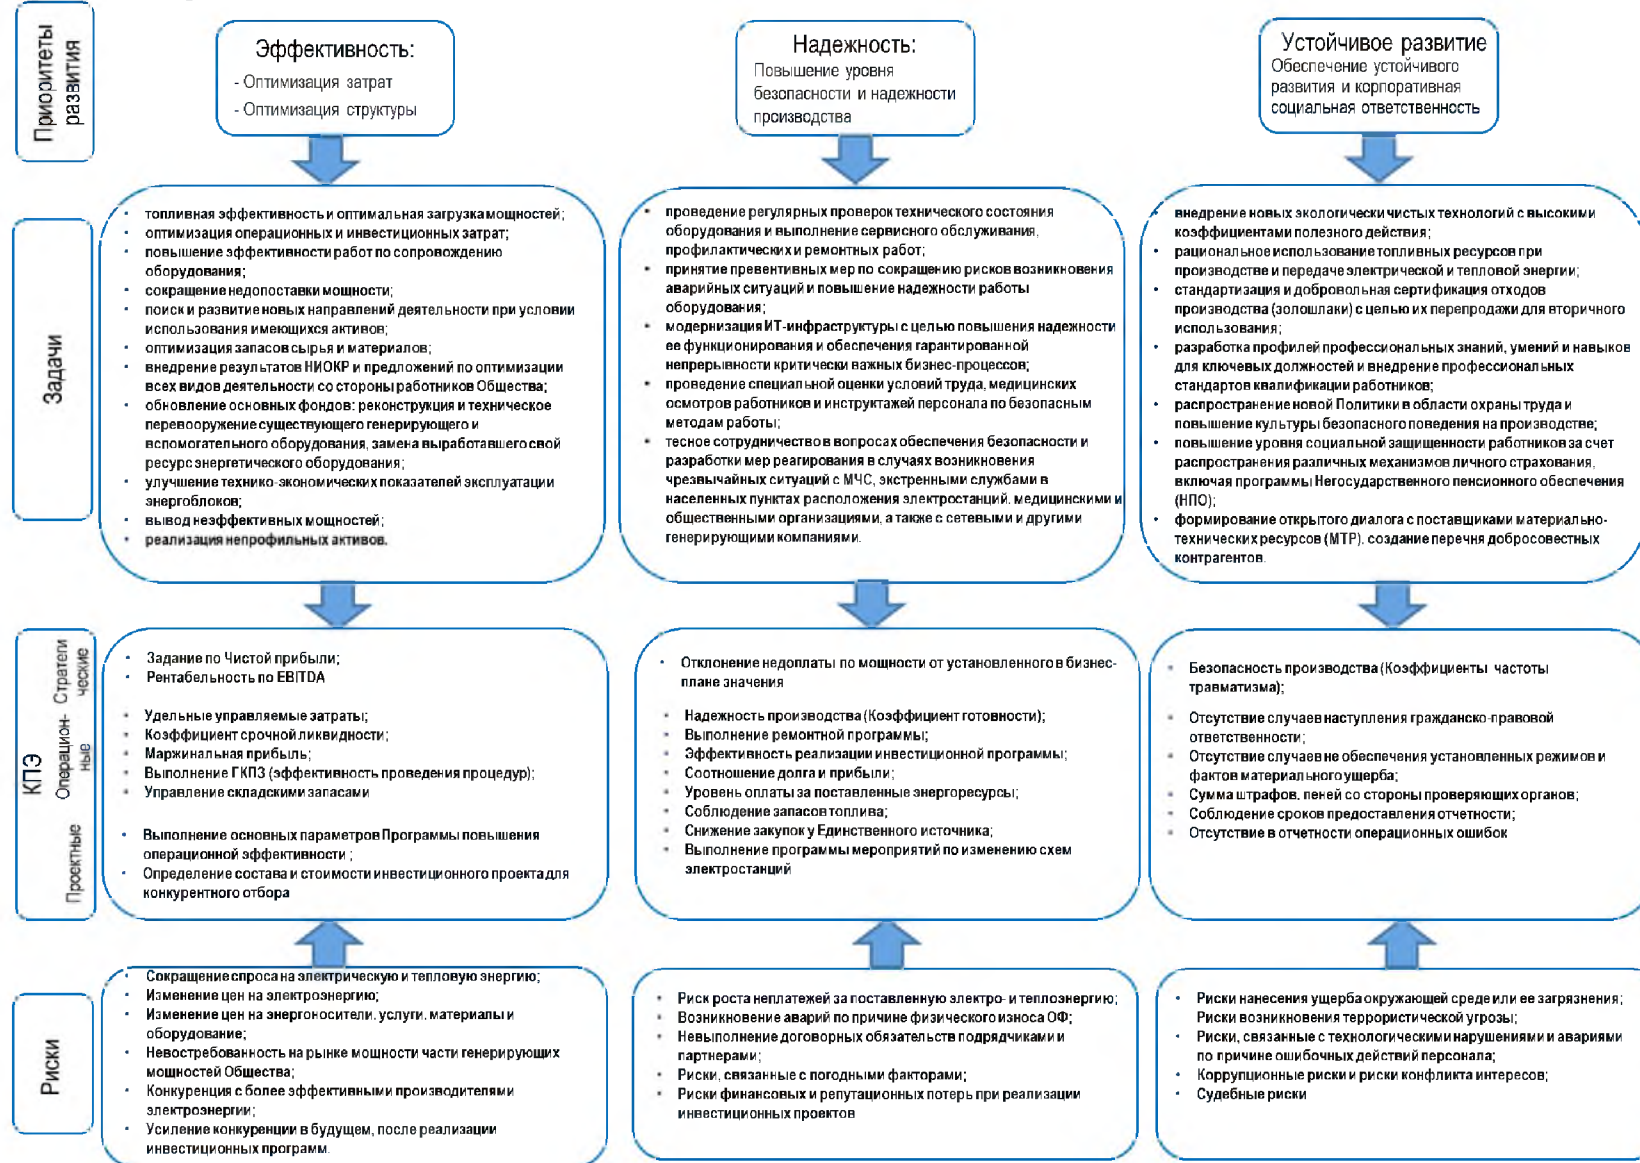 Приоритеты
развития
Эффективность:
- Оптимизация затрат
- Оптимизация структуры
Надежность:
Повышение уровня
безопасности и надежности
производства
Устойчивое развитие
Обеспечение устойчивого
развития и корпоративная
социальная ответственность
Задачи
• топливная эффективность и оптимальная загрузка мощностей;
• оптимизация операционных и инвестиционных затрат;
• повышение эффективности работ по сопровождению
оборудования;
• сокращение недопоставки мощности;
• поиск и развитие новых направлений деятельности при условии
использования имеющихся активов;
• оптимизация запасов сырья и материалов;
• внедрение результатов НИОКР и предложений по оптимизации
всех видов деятельности со стороны работников Общества;
• обновление основных фондов: реконструкция и техническое
перевооружение существующего генерирующего и
вспомогательного оборудования, замена выработавшего свой
ресурс энергетического оборудования;
• улучшение технико-экономических показателей эксплуатации
энергоблоков;
• вывод неэффективных мощностей;
• реализация непрофильных активов.
• проведение регулярных проверок технического состояния
оборудования и выполнение сервисного обслуживания,
профилактических и ремонтных работ;
• принятие превентивных мер по сокращению рисков возникновения
аварийных ситуаций и повышение надежности работы
оборудования;
• модернизация ИТ-инфраструктуры с целью повышения надежности
ее функционирования и обеспечения гарантированной
непрерывности критически важных бизнес-процессов;
• проведение специальной оценки условий труда, медицинских
осмотров работников и инструктажей персонала по безопасным
методам работы;
• тесное сотрудничество в вопросах обеспечения безопасности и
разработки мер реагирования в случаях возникновения
чрезвычайных ситуаций с МЧС, экстренными службами в
населенных пунктах расположения электростанций, медицинскими и
общественными организациями, а также с сетевыми и другими
генерирующими компаниями.
• внедрение новых экологически чистых технологий с высокими
коэффициентами полезного действия;
• рациональное использование топливных ресурсов при
производстве и передаче электрической и тепловой энергии;
• стандартизация и добровольная сертификация отходов
производства (золошлаки) с целью их перепродажи для вторичного
использования;
• разработка профилей профессиональных знаний, умений и навыков
для ключевых должностей и внедрение профессиональных
стандартов квалификации работников;
• распространение новой Политики в области охраны труда и
повышение культуры безопасного поведения на производстве;
• повышение уровня социальной защищенности работников за счет
распространения различных механизмов личного страхования,
включая программы Негосударственного пенсионного обеспечения
(НПО);
• формирование открытого диалога с поставщиками материально-
технических ресурсов (МТР), создание перечня добросовестных
контрагентов.
КПЭ
Стратеги
ческие
Операцион-
ные
Проектные
• Задание по Чистой прибыли;
• Рентабельность по EBITDA
• Удельные управляемые затраты;
• Коэффициент срочной ликвидности;
• Маржинальная прибыль;
• Выполнение ГКПЗ (эффективность проведения процедур);
• Управление складскими запасами
• Выполнение основных параметров Программы повышения
операционной эффективности ;
• Определение состава и стоимости инвестиционного проекта для
конкурентного отбора
• Отклонение недоплаты по мощности от установленного в бизнес-
плане значения
• Надежность производства (Коэффициент готовности);
• Выполнение ремонтной программы;
• Эффективность реализации инвестиционной программы;
• Соотношение долга и прибыли;
• Уровень оплаты за поставленные энергоресурсы;
• Соблюдение запасов топлива;
• Снижение закупок у Единственного источника;
• Выполнение программы мероприятий по изменению схем
электростанций
• Безопасность производства (Коэффициенты частоты
травматизма);
• Отсутствие случаев наступления гражданско-правовой
ответственности;
• Отсутствие случаев не обеспечения установленных режимов и
фактов материального ущерба;
• Сумма штрафов, пеней со стороны проверяющих органов;
• Соблюдение сроков предоставления отчетности;
• Отсутствие в отчетности операционных ошибок
Риски
• Сокращение спроса на электрическую и тепловую энергию;
• Изменение цен на электроэнергию;
• Изменение цен на энергоносители, услуги, материалы и
оборудование;
• Невостребованность на рынке мощности части генерирующих
мощностей Общества;
• Конкуренция с более эффективными производителями
электроэнергии;
• Усиление конкуренции в будущем, после реализации
инвестиционных программ.
• Риск роста неплатежей за поставленную электро- и теплоэнергию;
• Возникновение аварий по причине физического износа ОФ;
• Невыполнение договорных обязательств подрядчиками и
партнерами;
• Риски, связанные с погодными факторами;
• Риски финансовых и репутационных потерь при реализации
инвестиционных проектов
• Риски нанесения ущерба окружающей среде или ее загрязнения;
Риски возникновения террористической угрозы;
• Риски, связанные с технологическими нарушениями и авариями
по причине ошибочных действий персонала;
• Коррупционные риски и риски конфликта интересов;
• Судебные риски